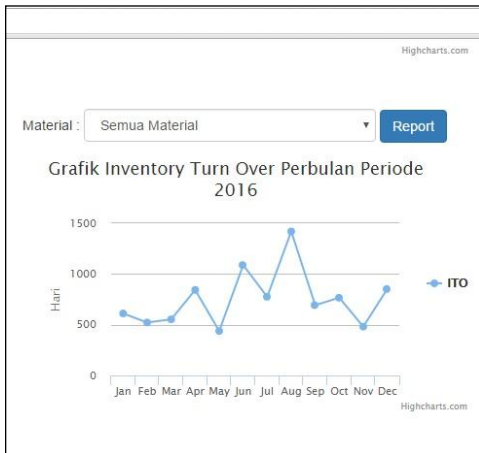 Highcharts.com
Material : Semua Material Report
Grafik Inventory Turn Over Perbulan Periode
2016
1500
1000
500
0
Hari
ITO
Jan Feb Mar Apr May Jun Jul Aug Sep Oct Nov Dec
Highcharts.com